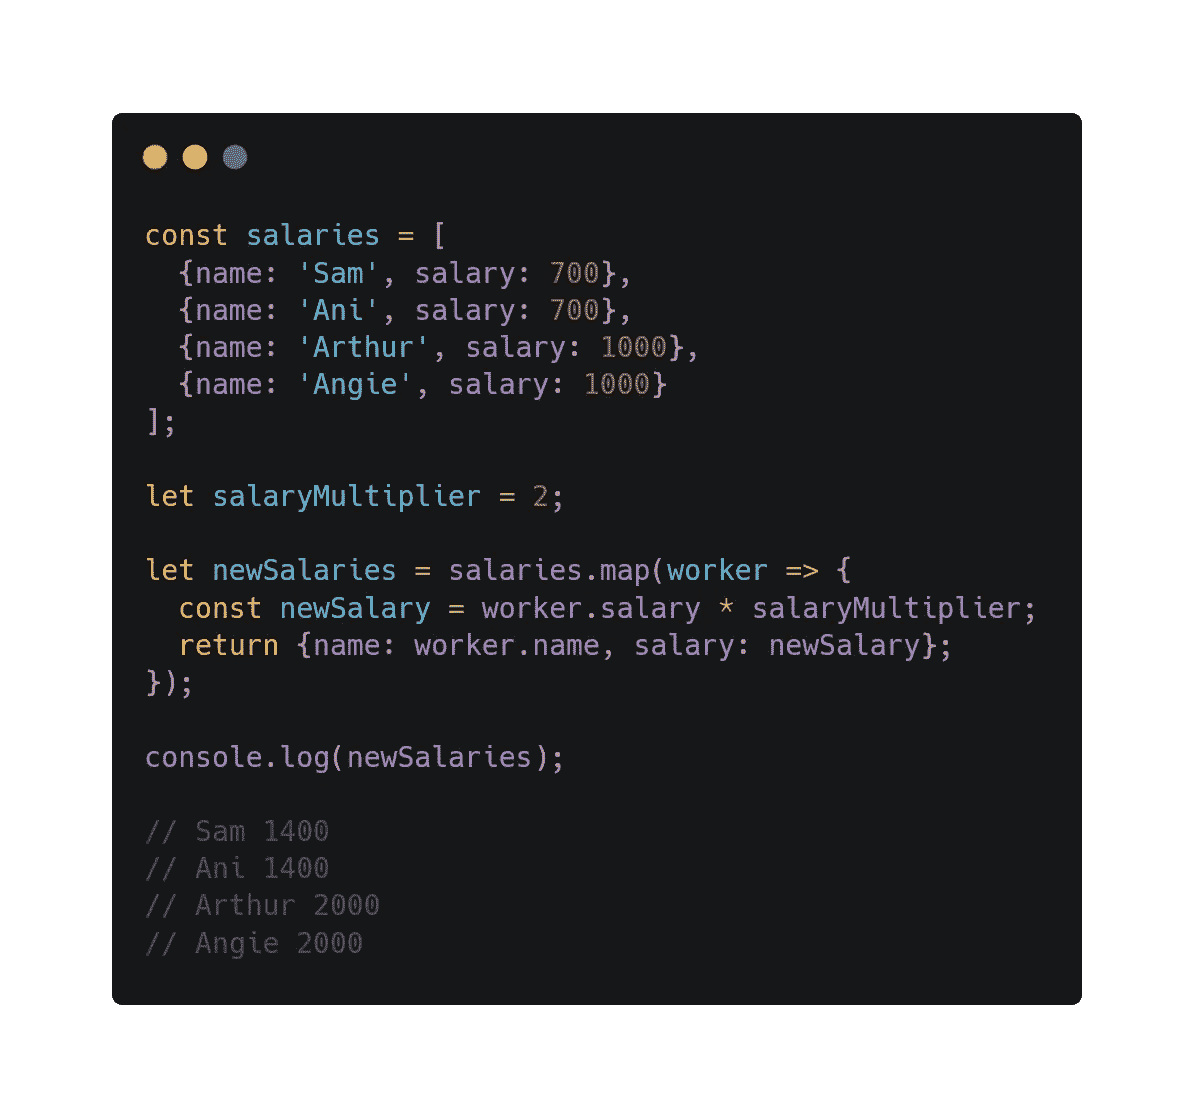 const salaries = [
  {name: 'Sam', salary: 700},
  {name: 'Ani', salary: 700},
  {name: 'Arthur', salary: 1000},
  {name: 'Angie', salary: 1000}
];
let salaryMultiplier = 2;
let newSalaries = salaries.map(worker => {
  const newSalary = worker.salary * salaryMultiplier;
  return {name: worker.name, salary: newSalary};
});
console.log(newSalaries);
// Sam 1400
// Ani 1400
// Arthur 2000
// Angie 2000